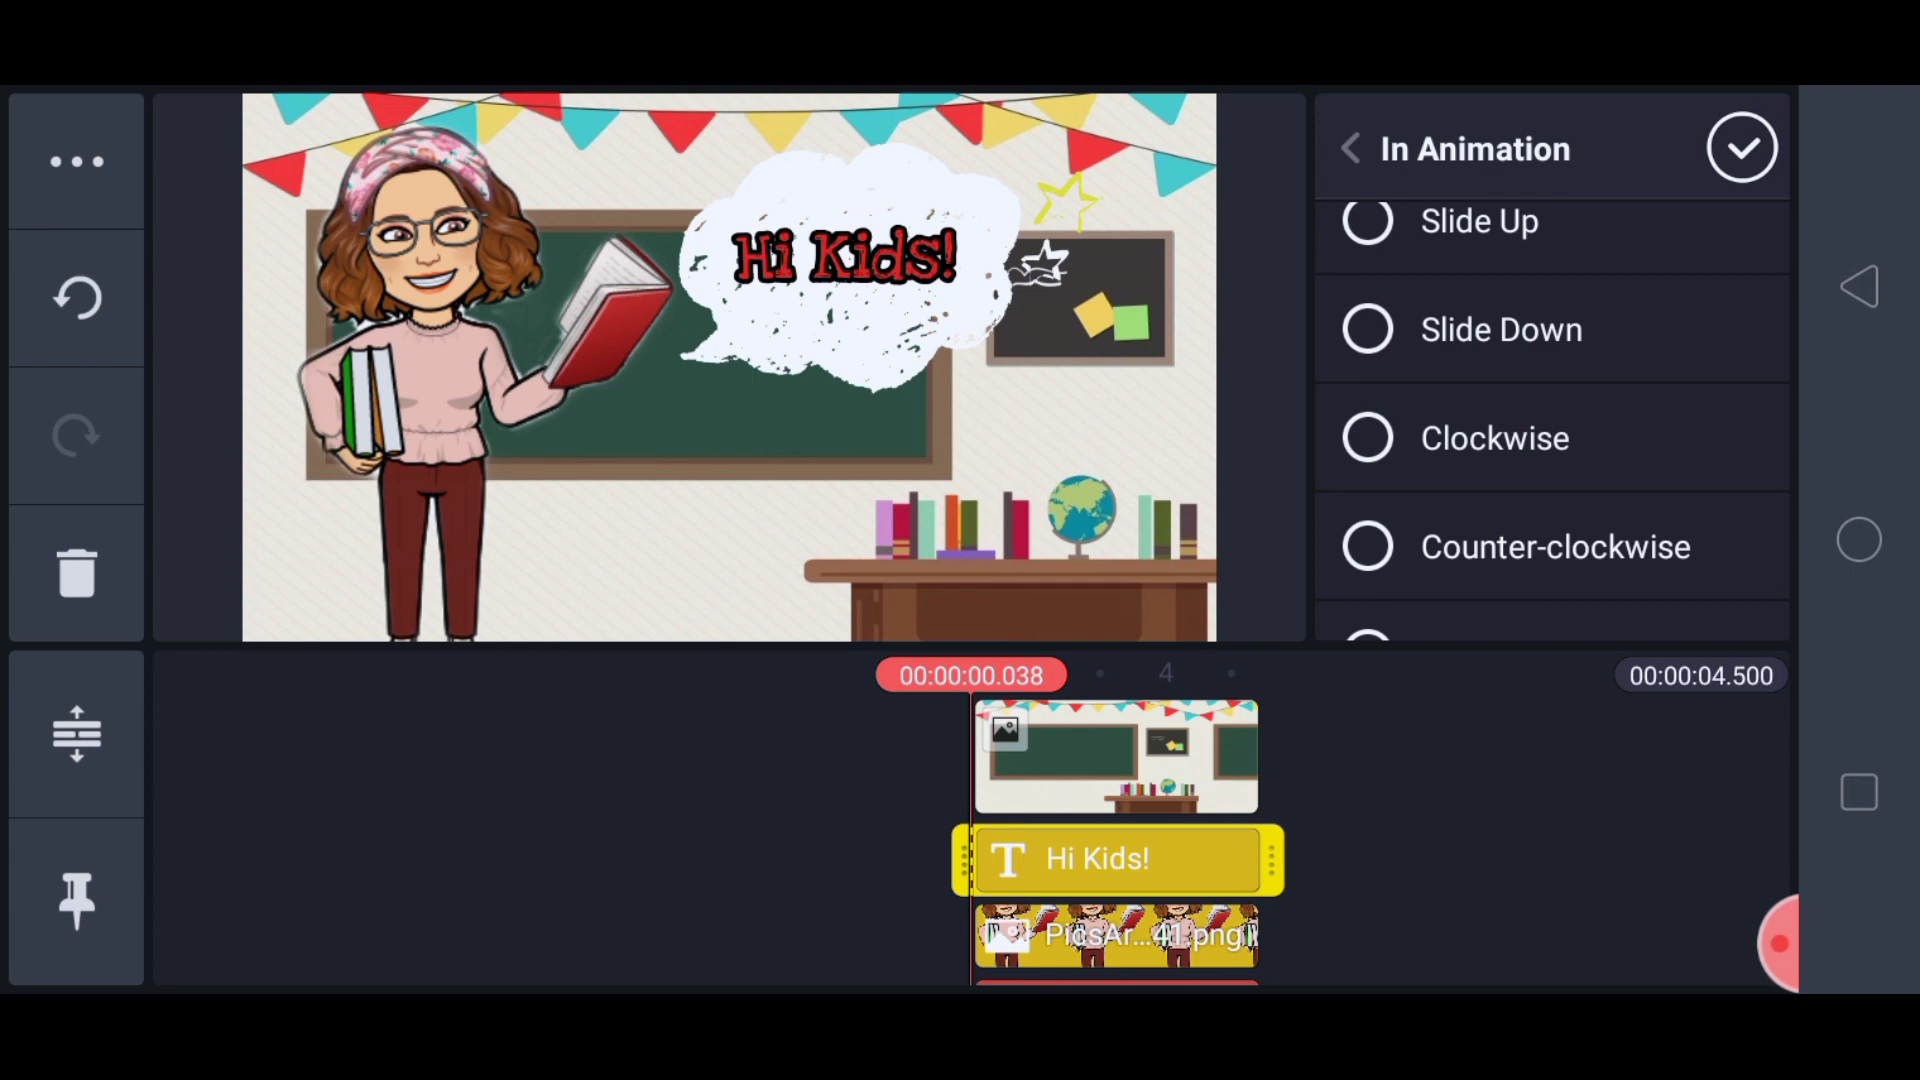 In Animation
Slide Up
Slide Down
Clockwise
Counter-clockwise
Hi Kids!
00:00:00.038
4
00:00:04.500
T Hi Kids!
PicsAr...41.png